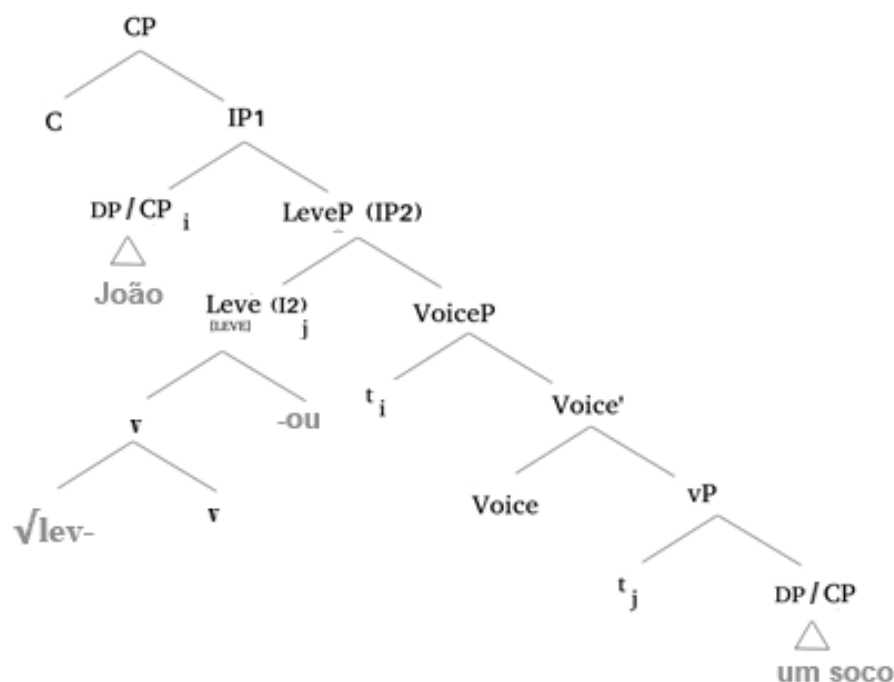 CP
C
IP1
DP / CP i
LeveP (IP2)
João
Leve (I2) j
[LEVE]
VoiceP
v
-ou
t i
Voice'
√lev-
v
Voice
vP
t j
DP / CP
um soco